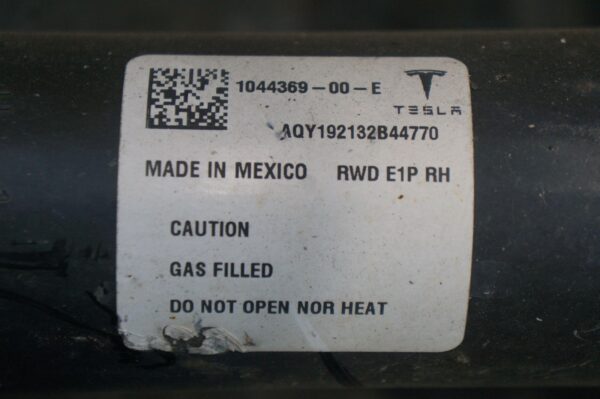 1044369-00-E
TESLA
AQY192132B44770
MADE IN MEXICO RWD E1P RH
CAUTION
GAS FILLED
DO NOT OPEN NOR HEAT